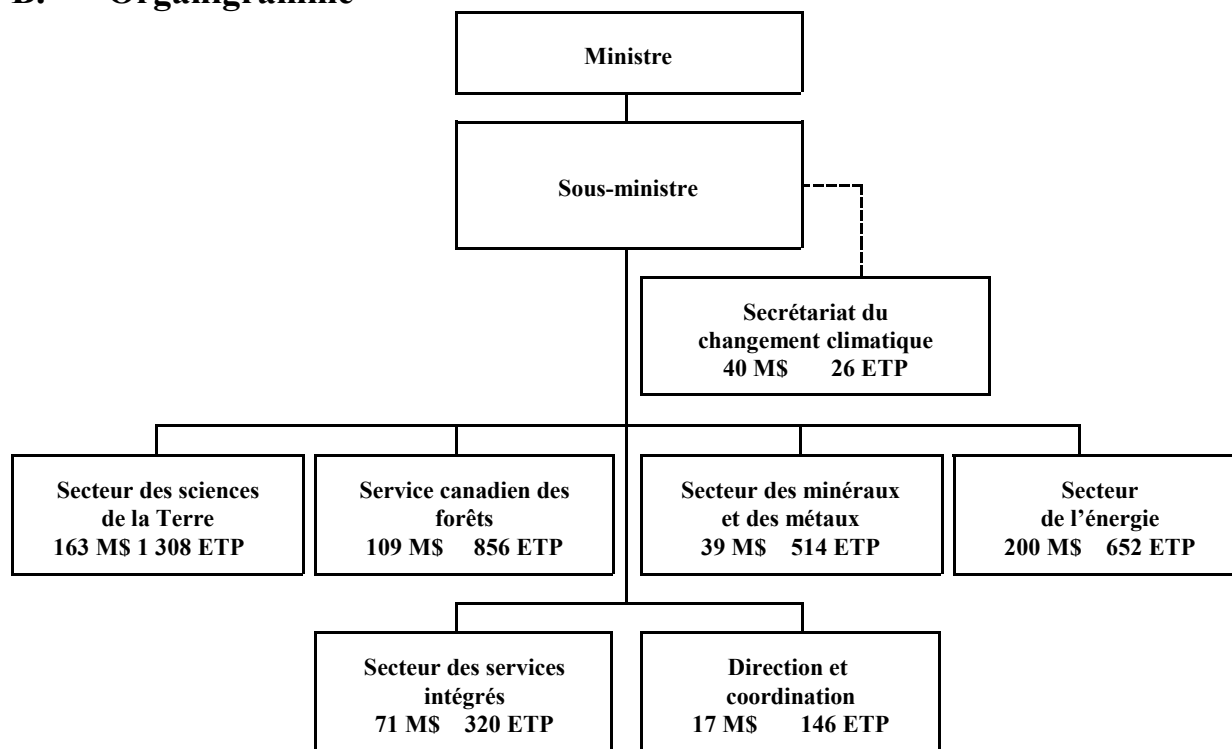 B. Organigramme
Ministre
Sous-ministre
Secrétariat du
changement climatique
40 M$ 26 ETP
Secteur des sciences
de la Terre
163 M$ 1 308 ETP
Service canadien des
forêts
109 M$ 856 ETP
Secteur des minéraux
et des métaux
39 M$ 514 ETP
Secteur
de l’énergie
200 M$ 652 ETP
Secteur des services
intégrés
71 M$ 320 ETP
Direction et
coordination
17 M$ 146 ETP